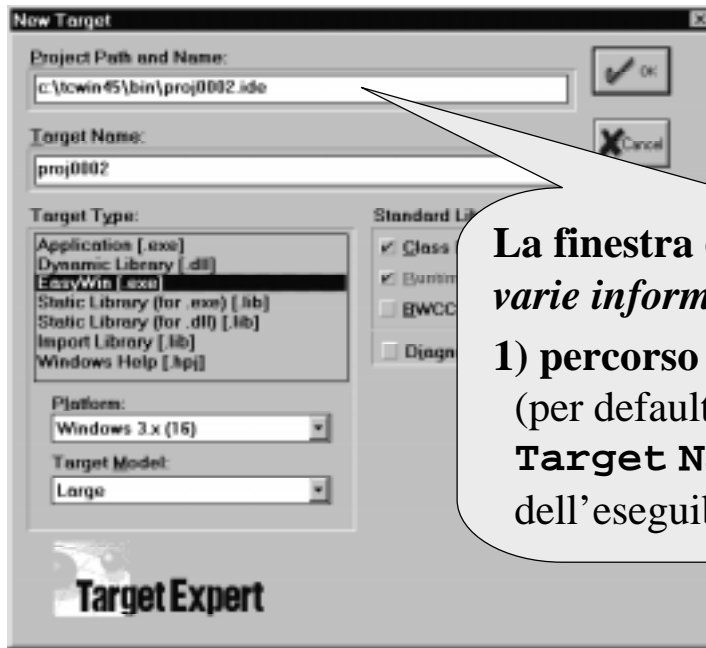 New Target
Project Path and Name:
c:\tcwin45\bin\proj0002.ide
OK
Target Name:
proj0002
Cancel
Target Type:
Application [.exe]
Dynamic Library [.dll]
EasyWin [.exe]
Static Library (for .exe) [.lib]
Static Library (for .dll) [.lib]
Import Library [.lib]
Windows Help [.hpj]
Platform:
Windows 3.x (16)
Target Model:
Large
Target Expert
Standard Li
Class
Runtim
BWCC
Diagn
La finestra
varie inform
1) percorso
(per default
Target N
dell'eseguib